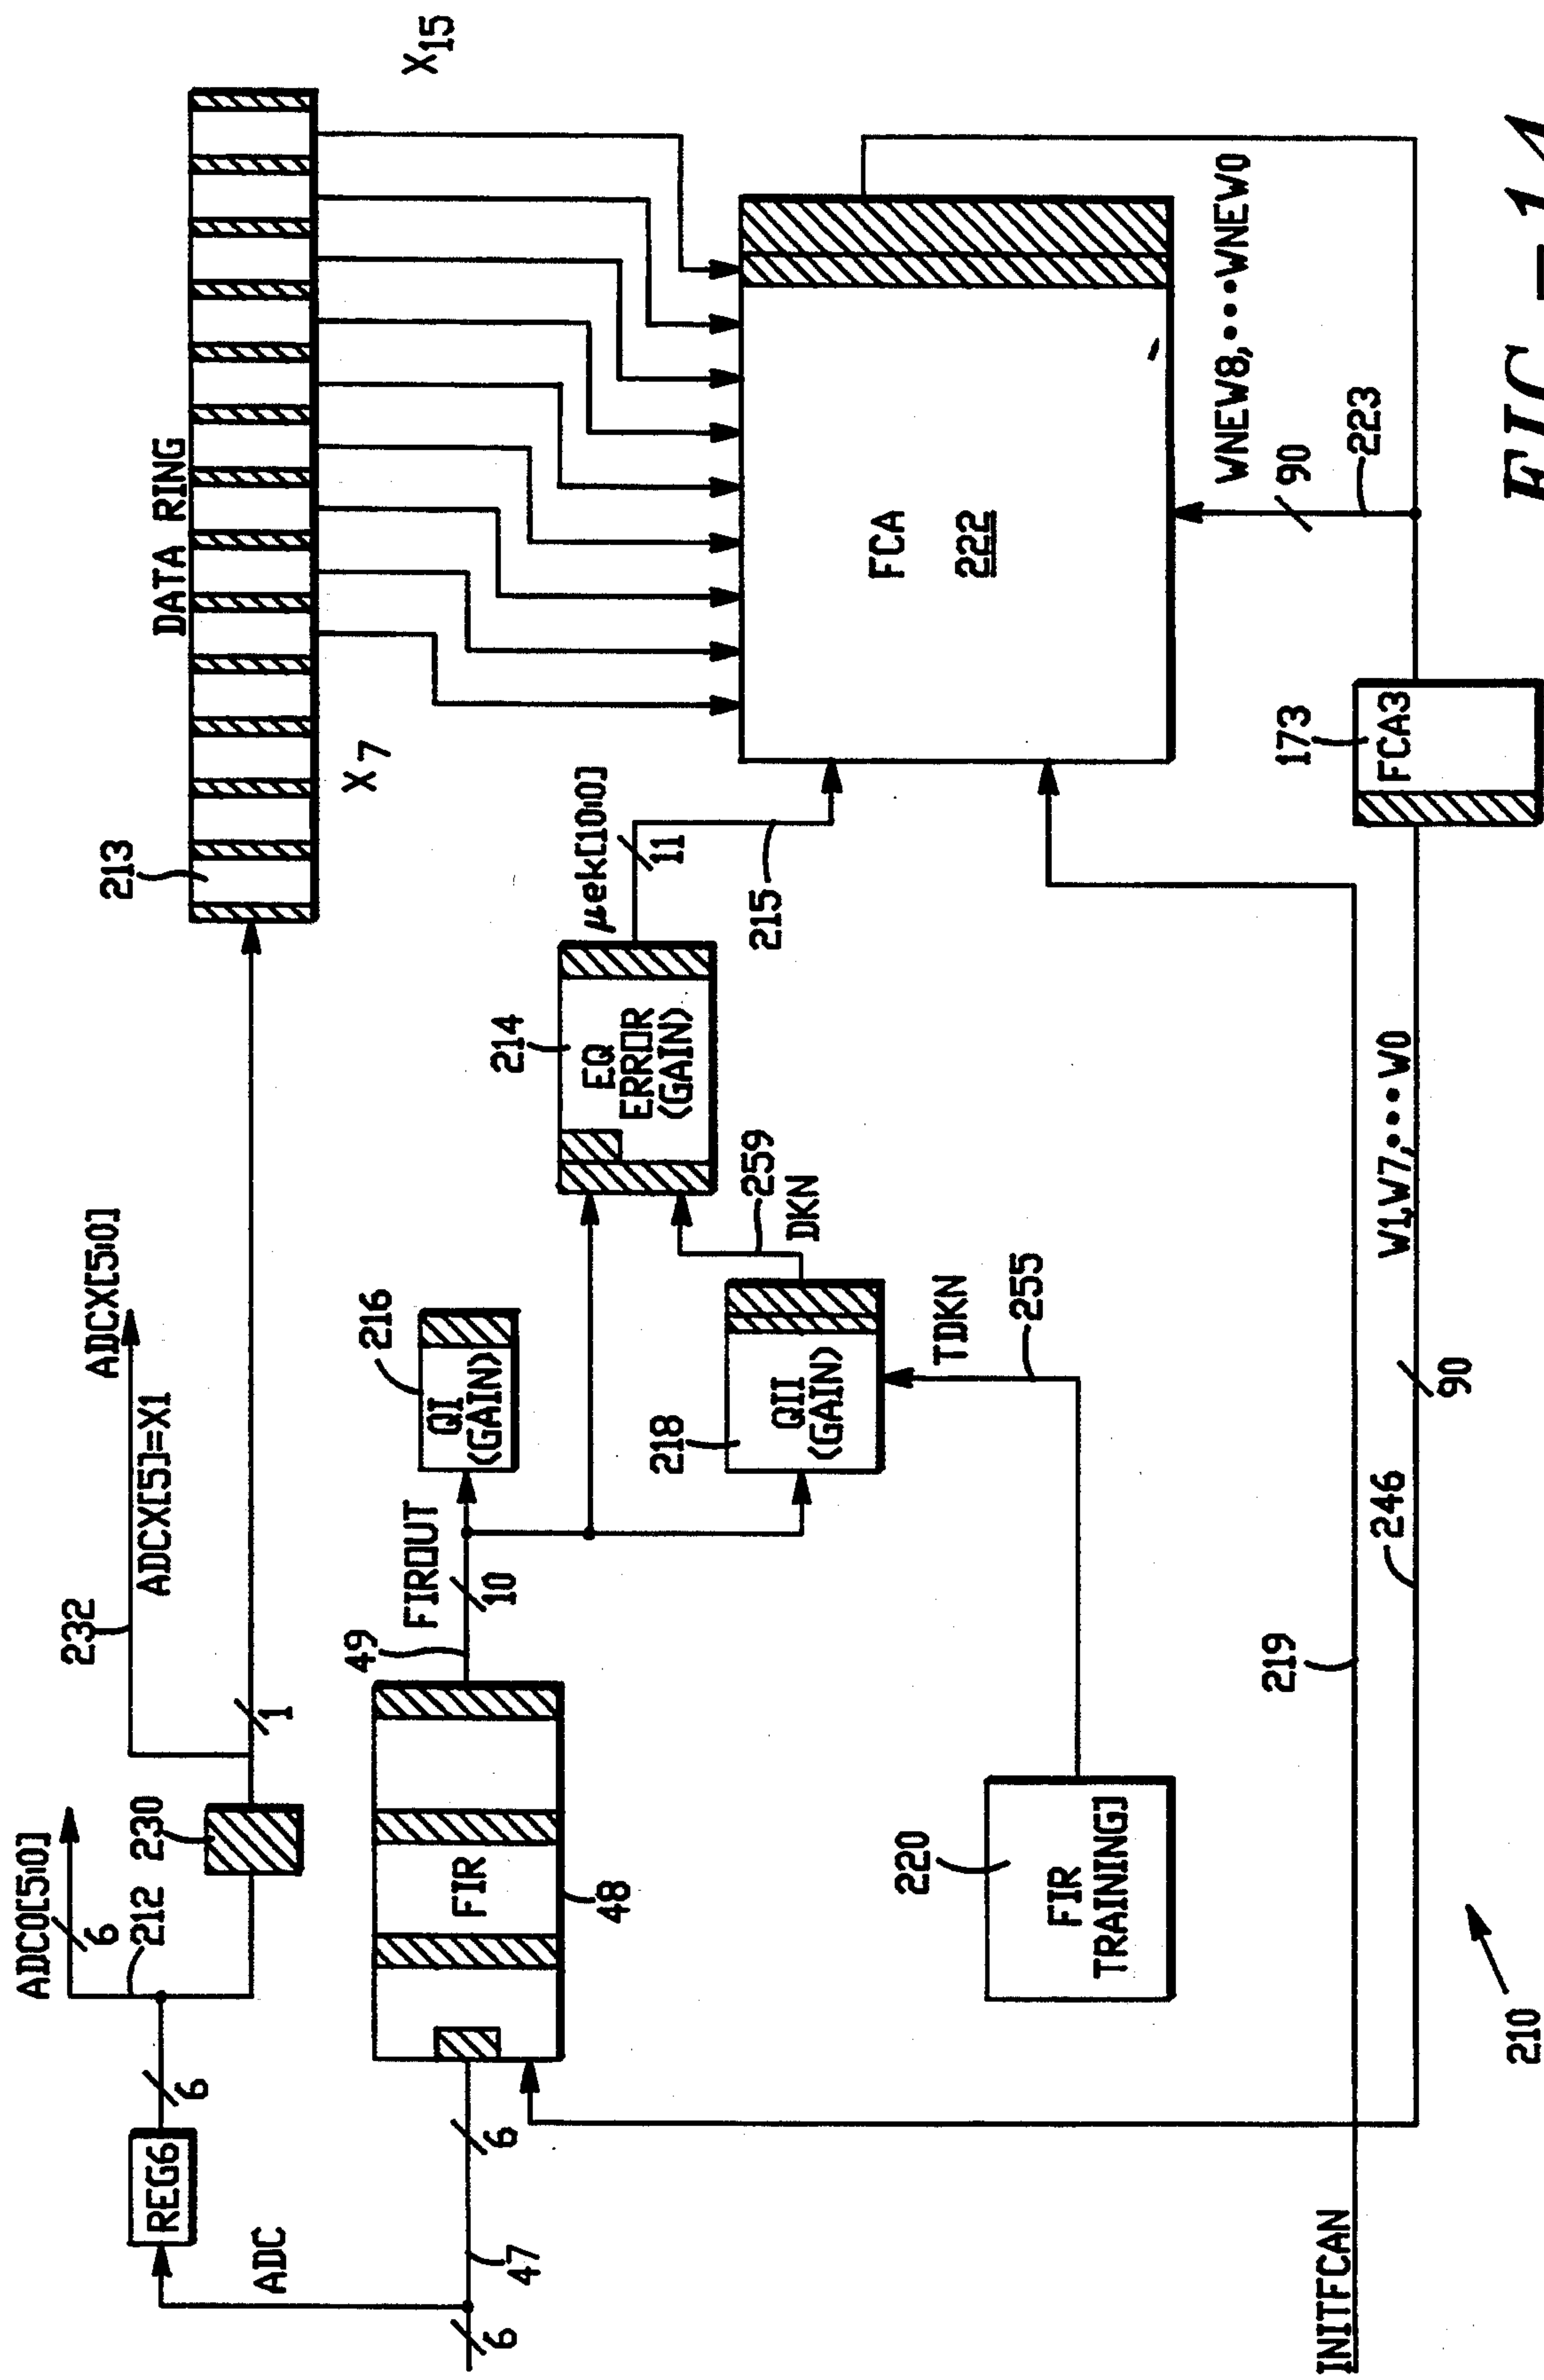 ADCO[5:0]
6
212
230
232
ADCX[5:0]
ADCX[5]=X1
1
REG6
6
ADC
213
DATA RING
X15
X7
6
47
6
FIR
48
49
FIROUT
10
QI
(GAIN)
216
218
QII
(GAIN)
214
EQ
ERROR
(GAIN)
259
DKN
µek[10:0]
11
215
TDKN
255
220
FIR
TRAINING]
FCA
222
WNEW8,•••WNEW0
90
223
173
FCA3
INITFCAN
219
246
90
W1,W7,•••W0
210
FIG.-14